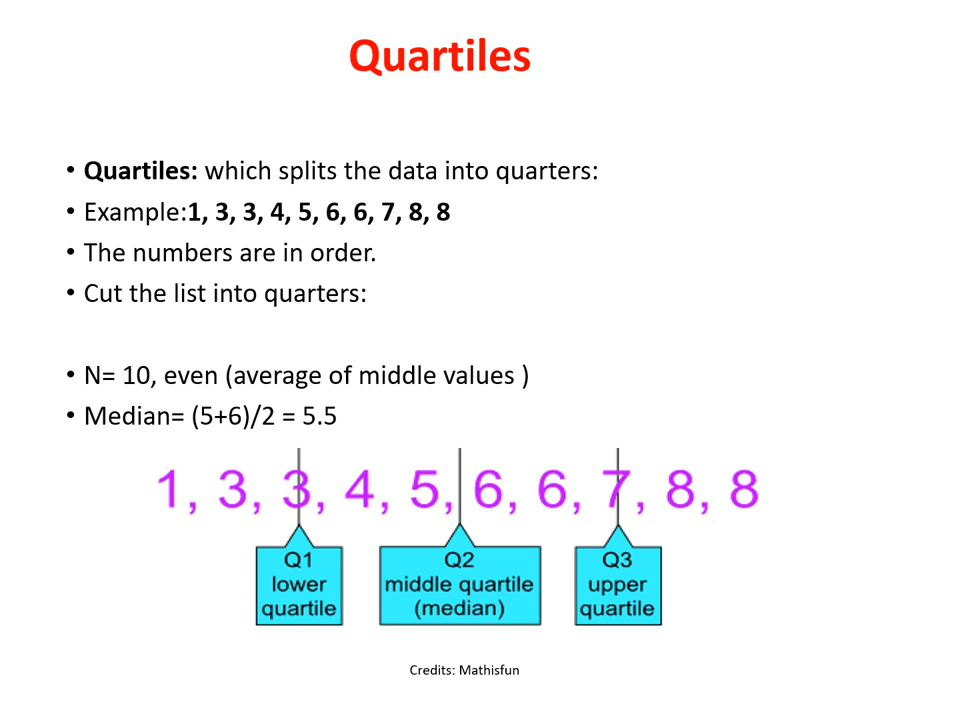 Quartiles
• Quartiles: which splits the data into quarters:
• Example:1, 3, 3, 4, 5, 6, 6, 7, 8, 8
• The numbers are in order.
• Cut the list into quarters:
• N= 10, even (average of middle values )
• Median= (5+6)/2 = 5.5
1, 3, 3, 4, 5, 6, 6, 7, 8, 8
Q1
lower
quartile
Q2
middle quartile
(median)
Q3
upper
quartile
Credits: Mathisfun